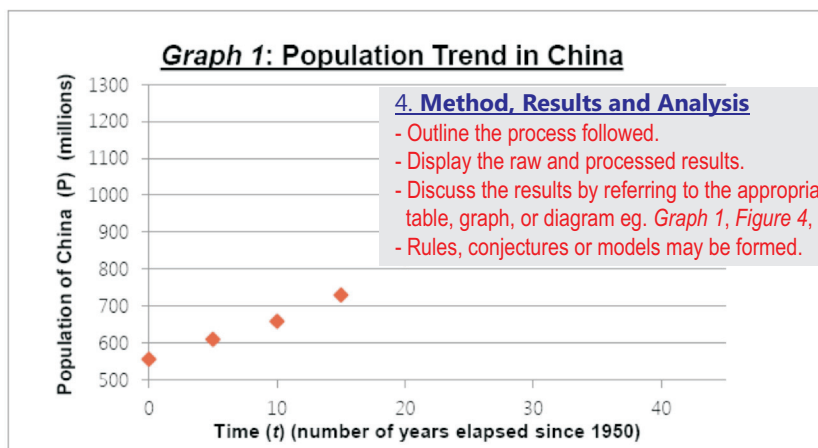 Graph 1: Population Trend in China
Population of China (P) (millions)
1300
1200
1100
1000
900
800
700
600
500
0
10
20
30
40
Time (t) (number of years elapsed since 1950)
4. Method, Results and Analysis
- Outline the process followed.
- Display the raw and processed results.
- Discuss the results by referring to the
table, graph, or diagram eg. Graph 1, Figure 4,
- Rules, conjectures or models may be formed.